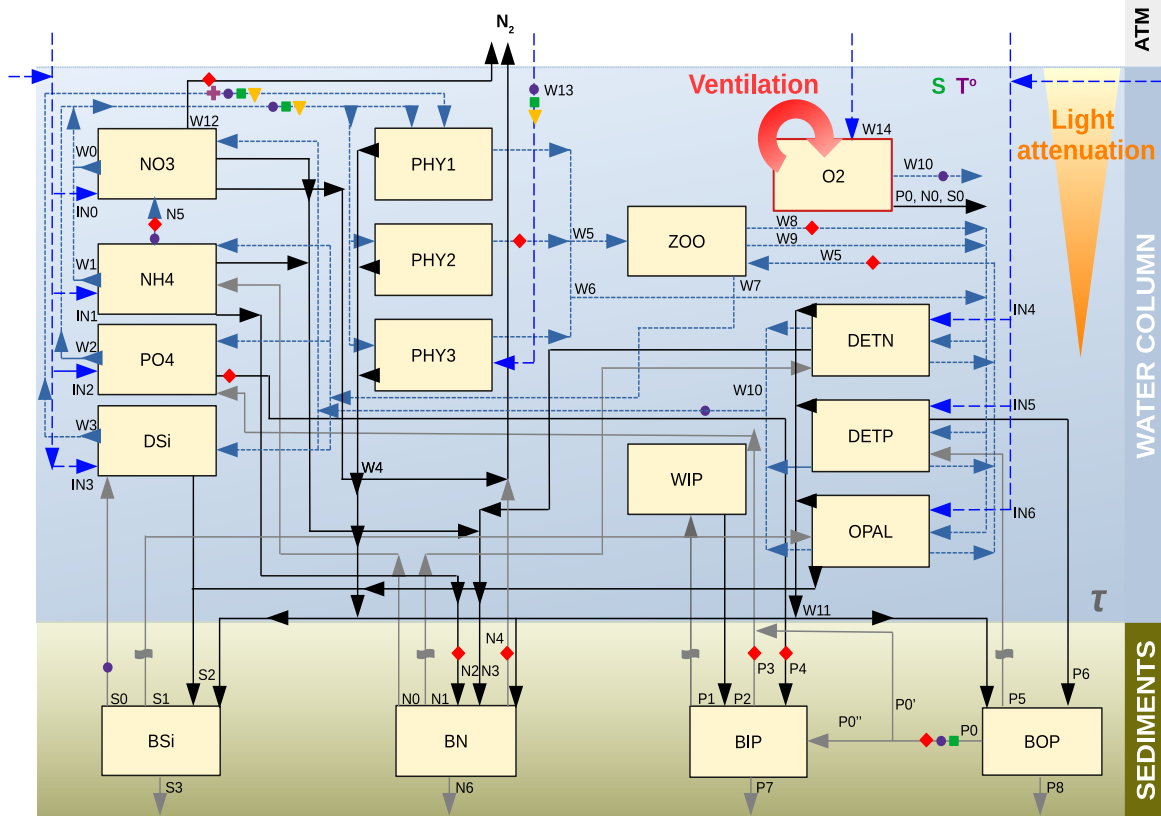 N2
ATM
W13
Ventilation
S T°
W12
W14
Light
attenuation
NO3
PHY1
O2
W0
W10
IN0
P0, N0, S0
N5
W8
W5
W9
ZOO
W5
NH4
PHY2
W1
W7
W6
IN1
IN4
WATER COLUMN
PO4
PHY3
DETN
W2
IN2
W10
IN5
DSi
DETP
W3
W4
IN3
WIP
IN6
OPAL
τ
W11
N4
P3
P4
N2
N3
P6
S0
S1
S2
N0
N1
P1
P2
P0'
P5
SEDIMENTS
P0''
P0
BSi
BN
BIP
BOP
S3
N6
P7
P8